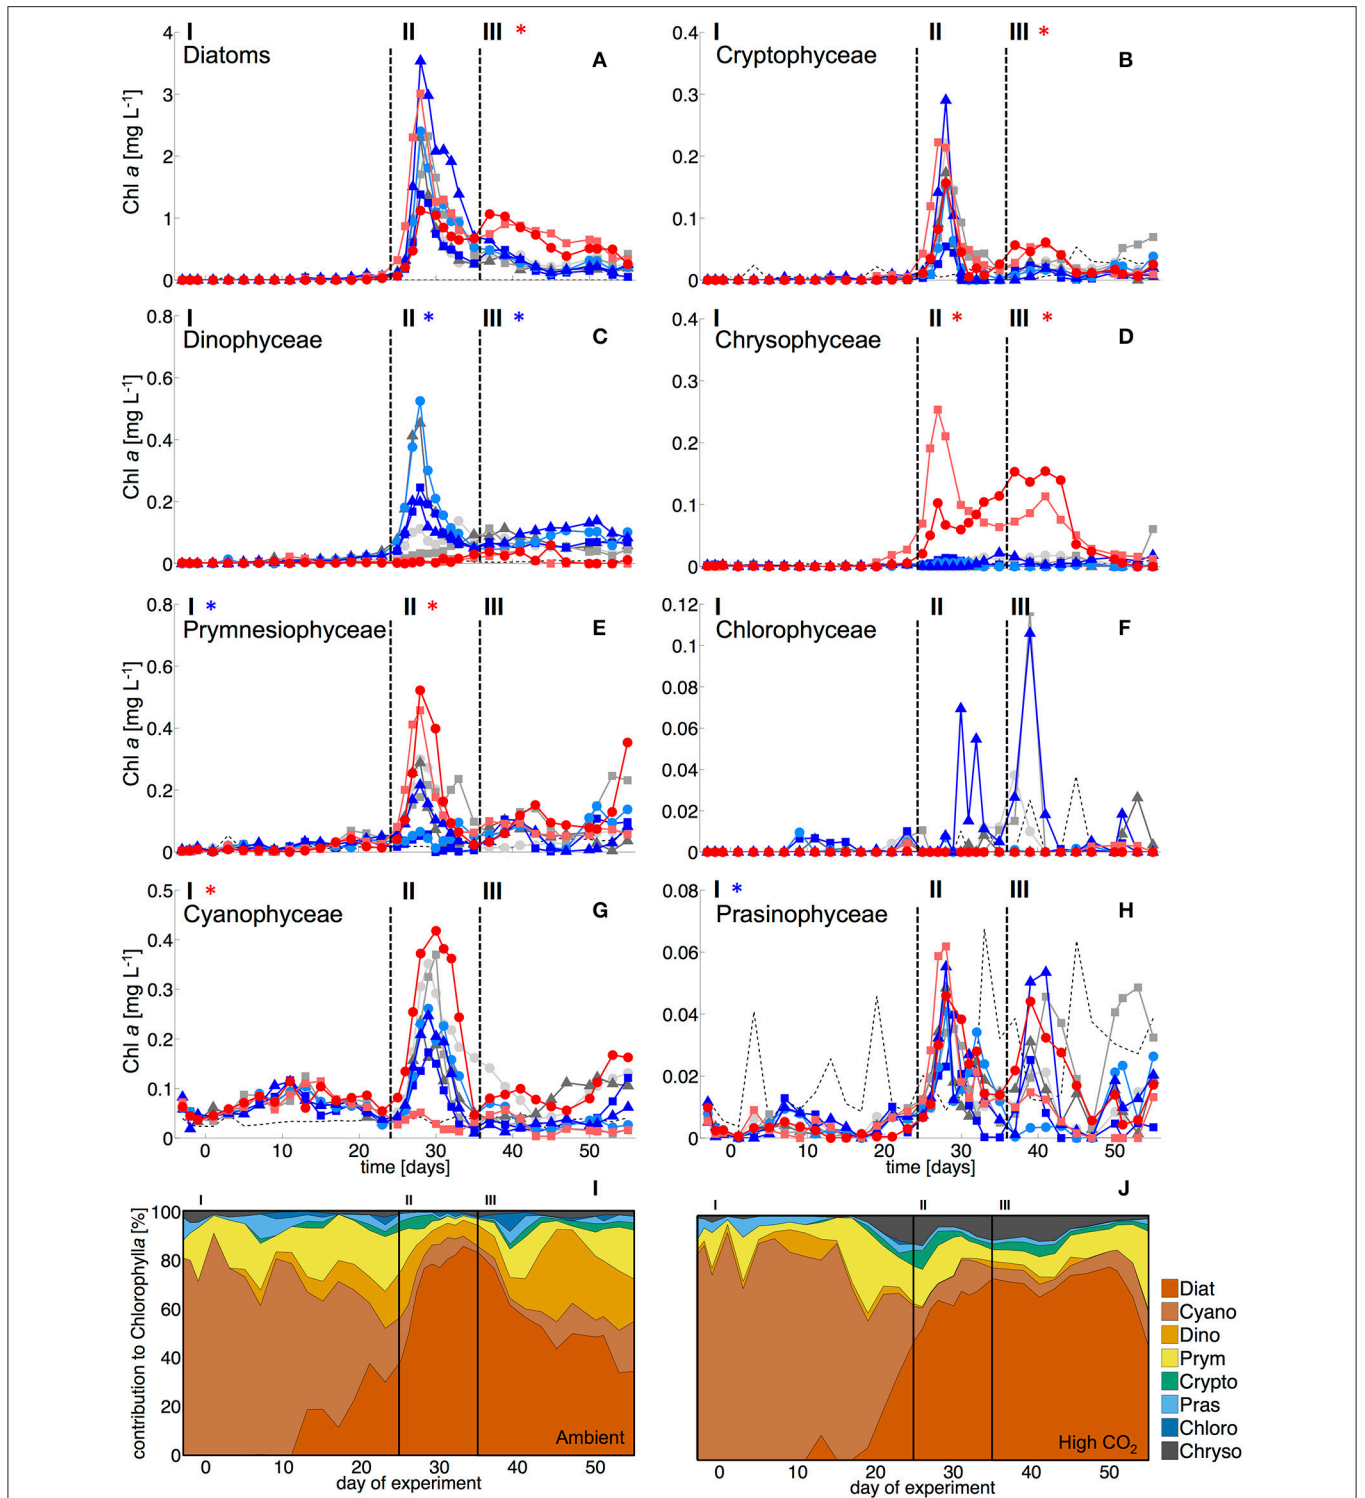 I II III *
Diatoms A
4
3
2
1
0
Chl a [mg L-1]
I II III *
Cryptophyceae B
0.4
0.3
0.2
0.1
0
I II * III *
Dinophyceae C
0.8
0.6
0.4
0.2
0
Chl a [mg L-1]
I II * III *
Chrysophyceae D
0.4
0.3
0.2
0.1
0
I * II * III
Prymnesiophyceae E
0.8
0.6
0.4
0.2
0
Chl a [mg L-1]
I II III
Chlorophyceae F
0.12
0.10
0.08
0.06
0.04
0.02
0
I * II III
Cyanophyceae G
0.5
0.4
0.3
0.2
0.1
0
Chl a [mg L-1]
0 10 20 30 40 50
time [days]
I * II III
Prasinophyceae H
0.08
0.06
0.04
0.02
0
0 10 20 30 40 50
time [days]
I II III I
100
80
60
40
20
0
contribution to Chlorophylla [%]
Ambient
0 10 20 30 40 50
day of experiment
I II III J
High CO2
0 10 20 30 40 50
day of experiment
Diat
Cyano
Dino
Prym
Crypto
Pras
Chloro
Chryso